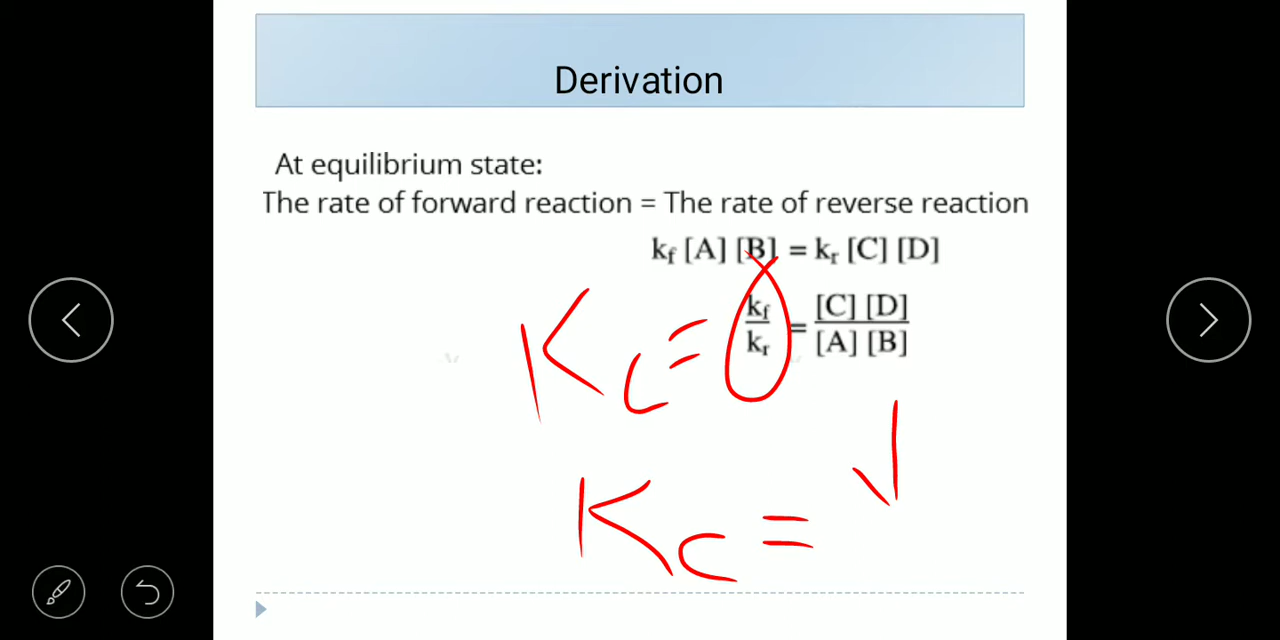 Derivation
At equilibrium state:
The rate of forward reaction = The rate of reverse reaction
kf [A] [B] = kr [C] [D]
kf/kr = [C] [D]/[A] [B]
Kc =
Kc =